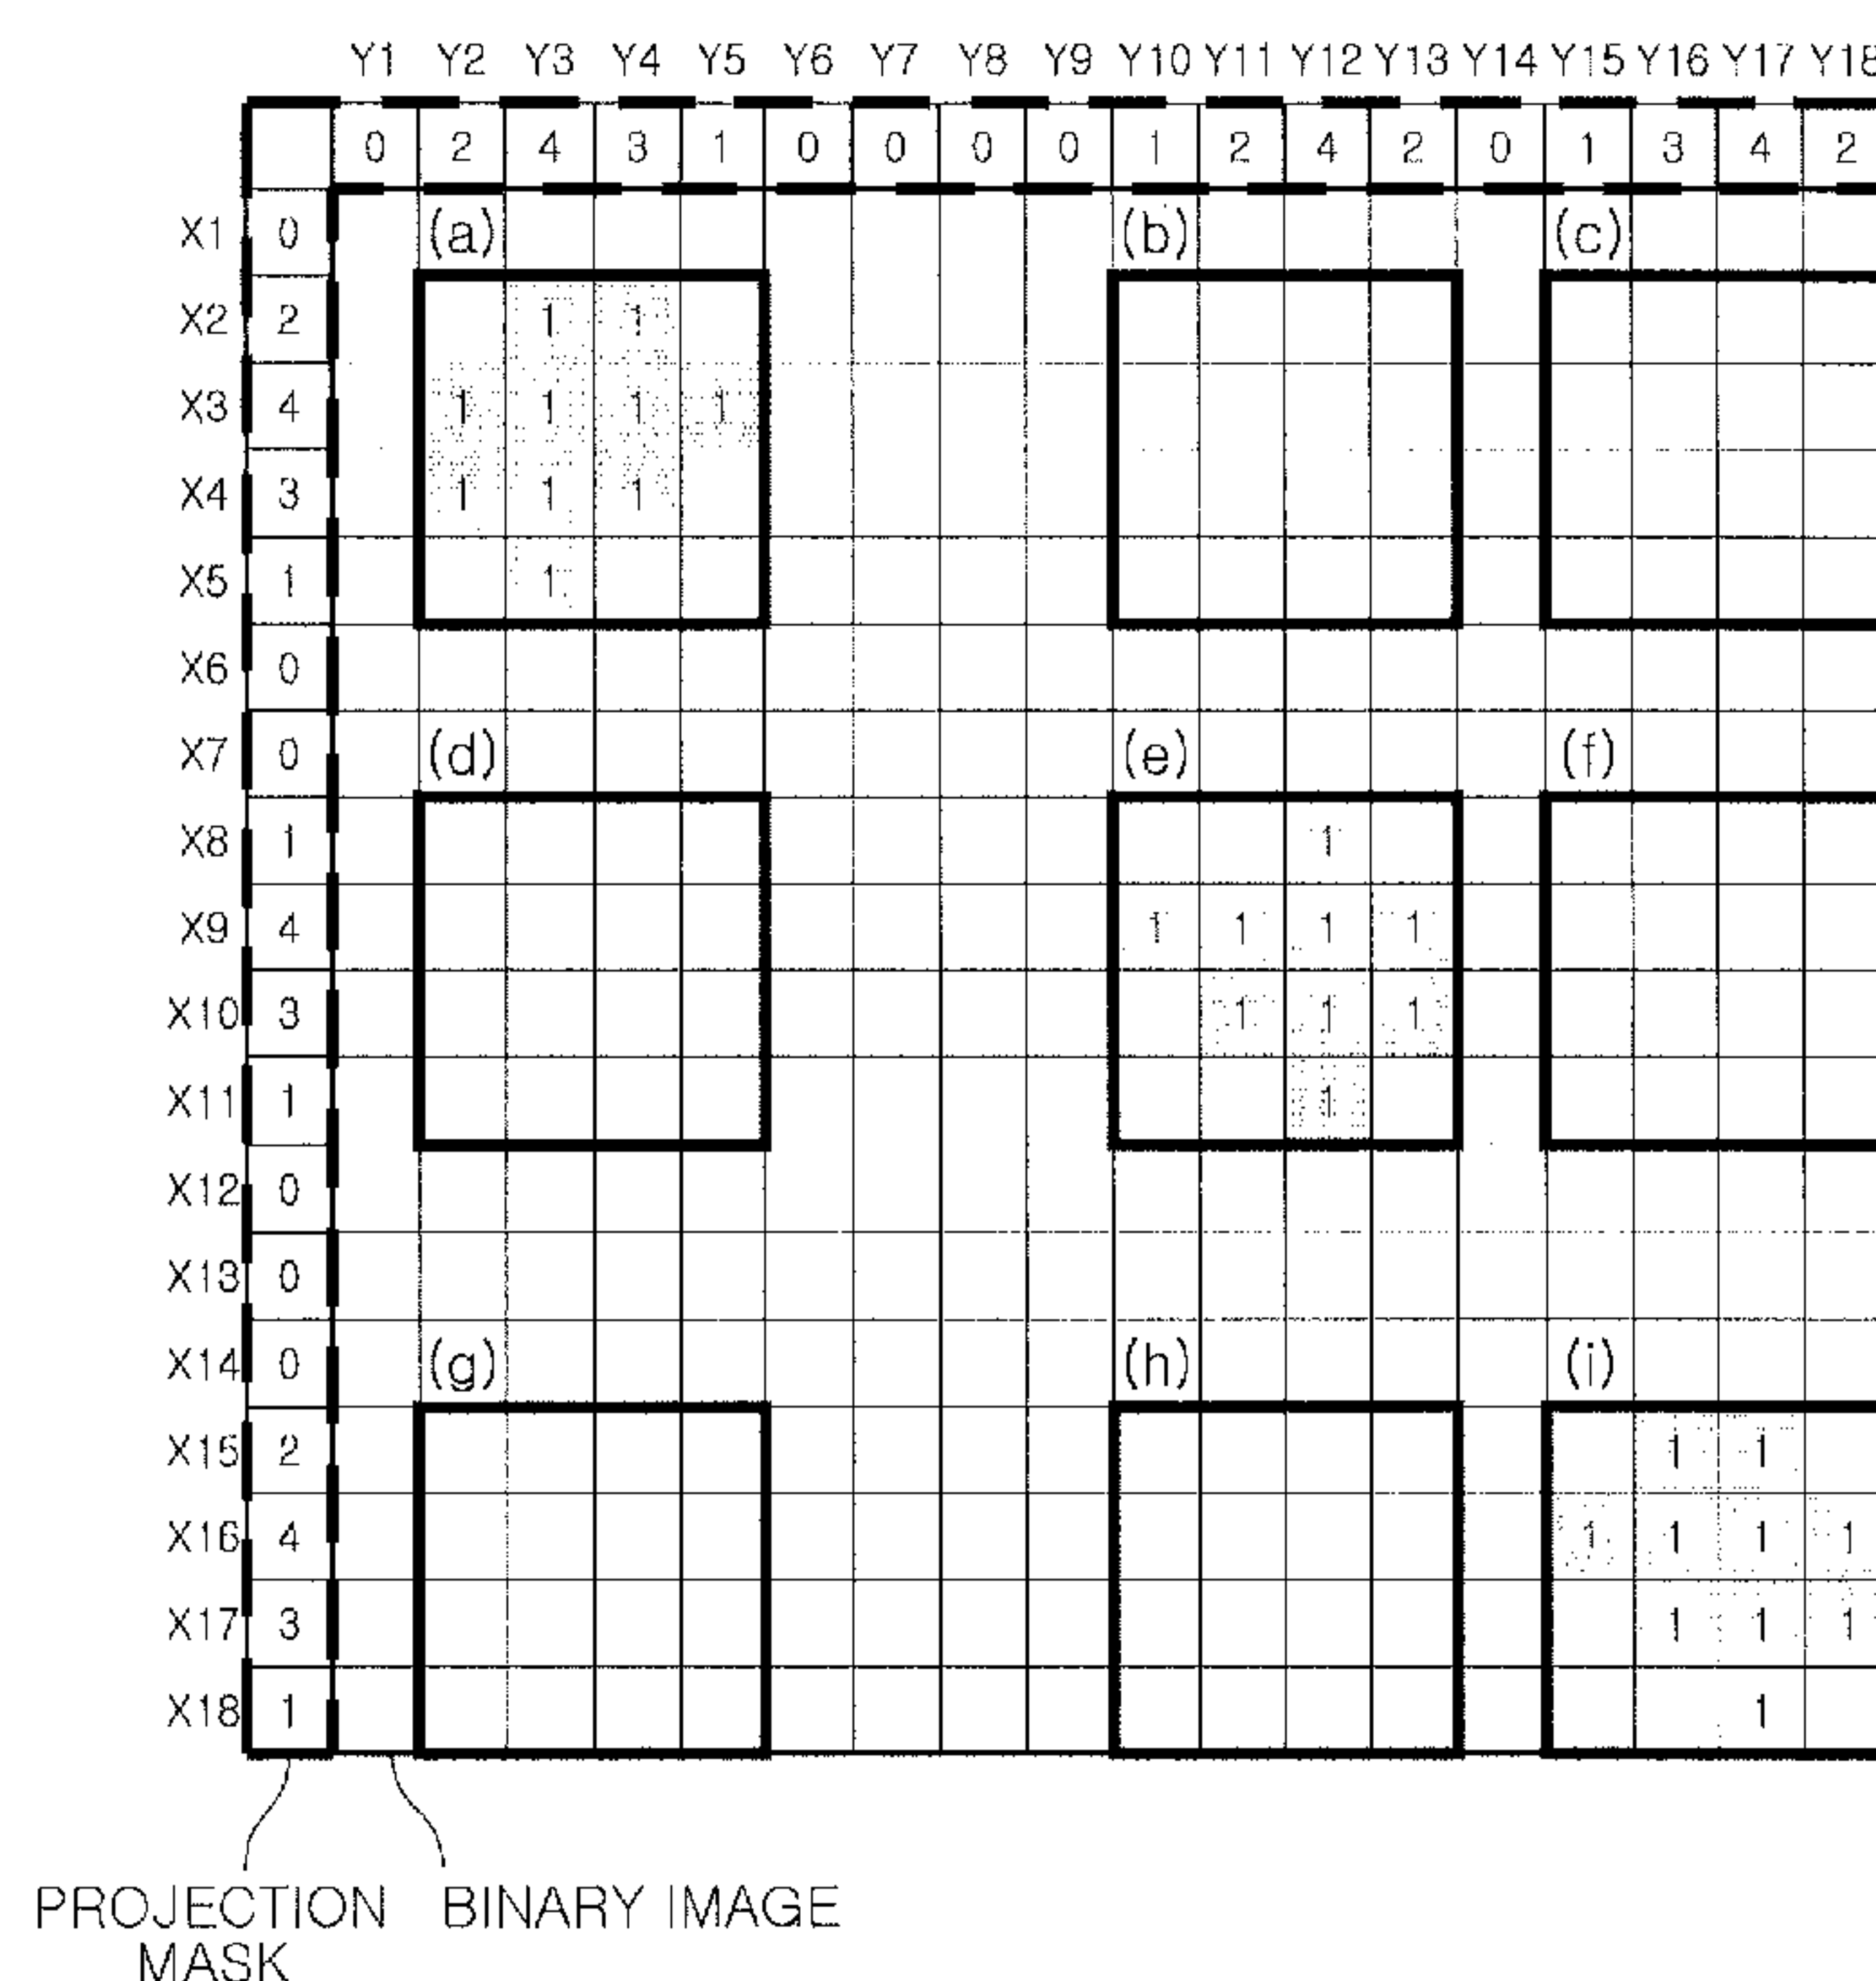 Y1 Y2 Y3 Y4 Y5 Y6 Y7 Y8 Y9 Y10 Y11 Y12 Y13 Y14 Y15 Y16 Y17 Y18
0 2 4 3 1 0 0 0 0 1 2 4 2 0 1 3 4 2
X1 0 (a) (b) (c)
X2 2 1 1
X3 4 1 1 1 1
X4 3 1 1 1
X5 1 1
X6 0
X7 0 (d) (e) (f)
X8 1 1
X9 4 1 1 1 1
X10 3 1 1 1
X11 1 1
X12 0
X13 0
X14 0 (g) (h) (i)
X15 2 1 1
X16 4 1 1 1 1
X17 3 1 1 1
X18 1 1
PROJECTION MASK
BINARY IMAGE